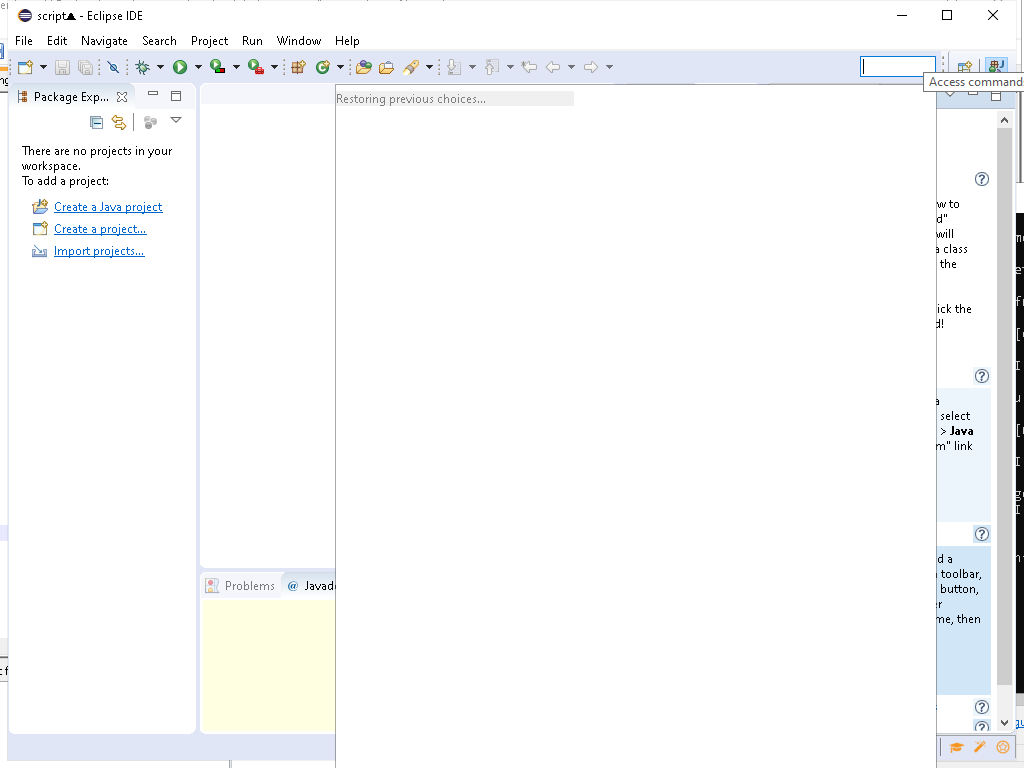 script▲ - Eclipse IDE
File Edit Navigate Search Project Run Window Help
Access command
Package Exp...
Restoring previous choices...
There are no projects in your
workspace.
To add a project:
Create a Java project
Create a project...
Import projects...
w to
d"
will
a class
the
ick the
d!
a
select
> Java
m" link
d a
toolbar,
button,
r
me, then
Problems @ Javad